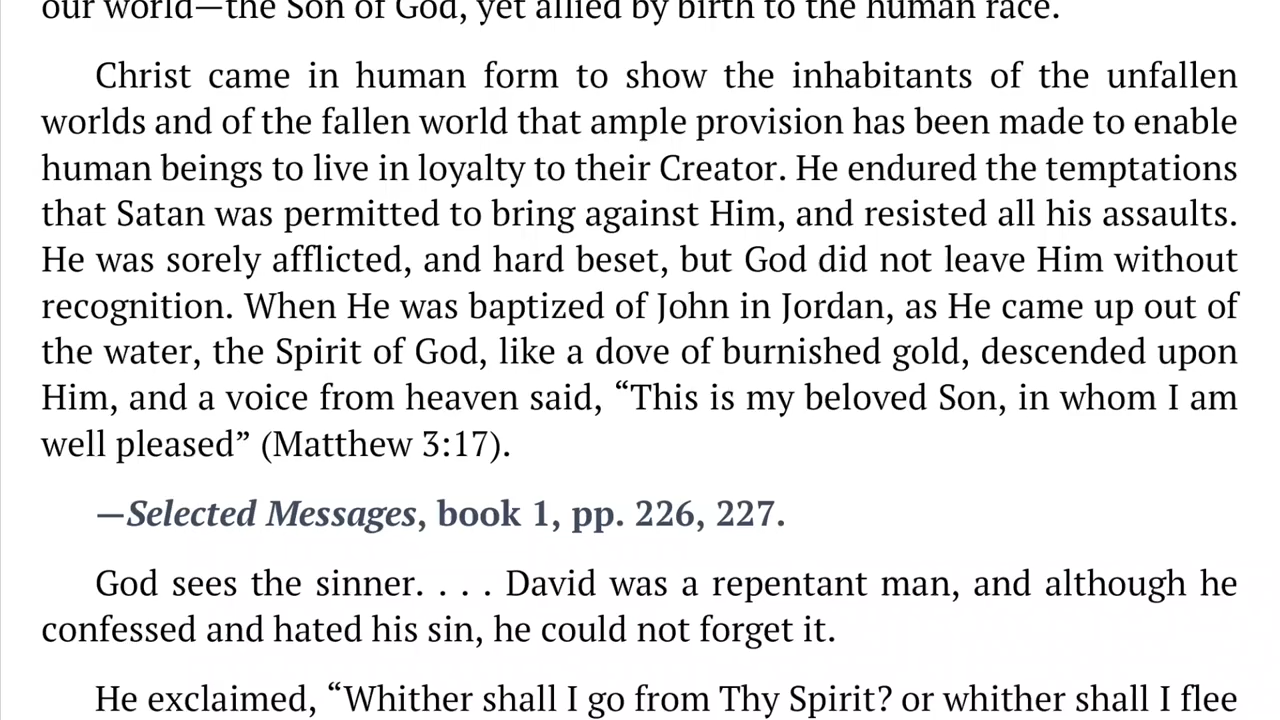 our world—the Son of God, yet allied by birth to the human race.
Christ came in human form to show the inhabitants of the unfallen
worlds and of the fallen world that ample provision has been made to enable
human beings to live in loyalty to their Creator. He endured the temptations
that Satan was permitted to bring against Him, and resisted all his assaults.
He was sorely afflicted, and hard beset, but God did not leave Him without
recognition. When He was baptized of John in Jordan, as He came up out of
the water, the Spirit of God, like a dove of burnished gold, descended upon
Him, and a voice from heaven said, “This is my beloved Son, in whom I am
well pleased” (Matthew 3:17).
—Selected Messages, book 1, pp. 226, 227.
God sees the sinner. . . . David was a repentant man, and although he
confessed and hated his sin, he could not forget it.
He exclaimed, “Whither shall I go from Thy Spirit? or whither shall I flee